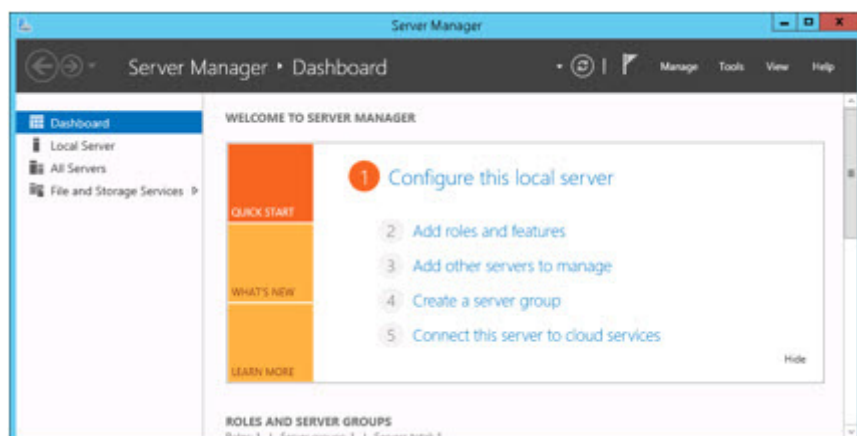 Server Manager
Server Manager • Dashboard
Manage Tools View Help
Dashboard
Local Server
All Servers
File and Storage Services
WELCOME TO SERVER MANAGER
QUICK START
WHAT'S NEW
LEARN MORE
1 Configure this local server
2 Add roles and features
3 Add other servers to manage
4 Create a server group
5 Connect this server to cloud services
Hide
ROLES AND SERVER GROUPS